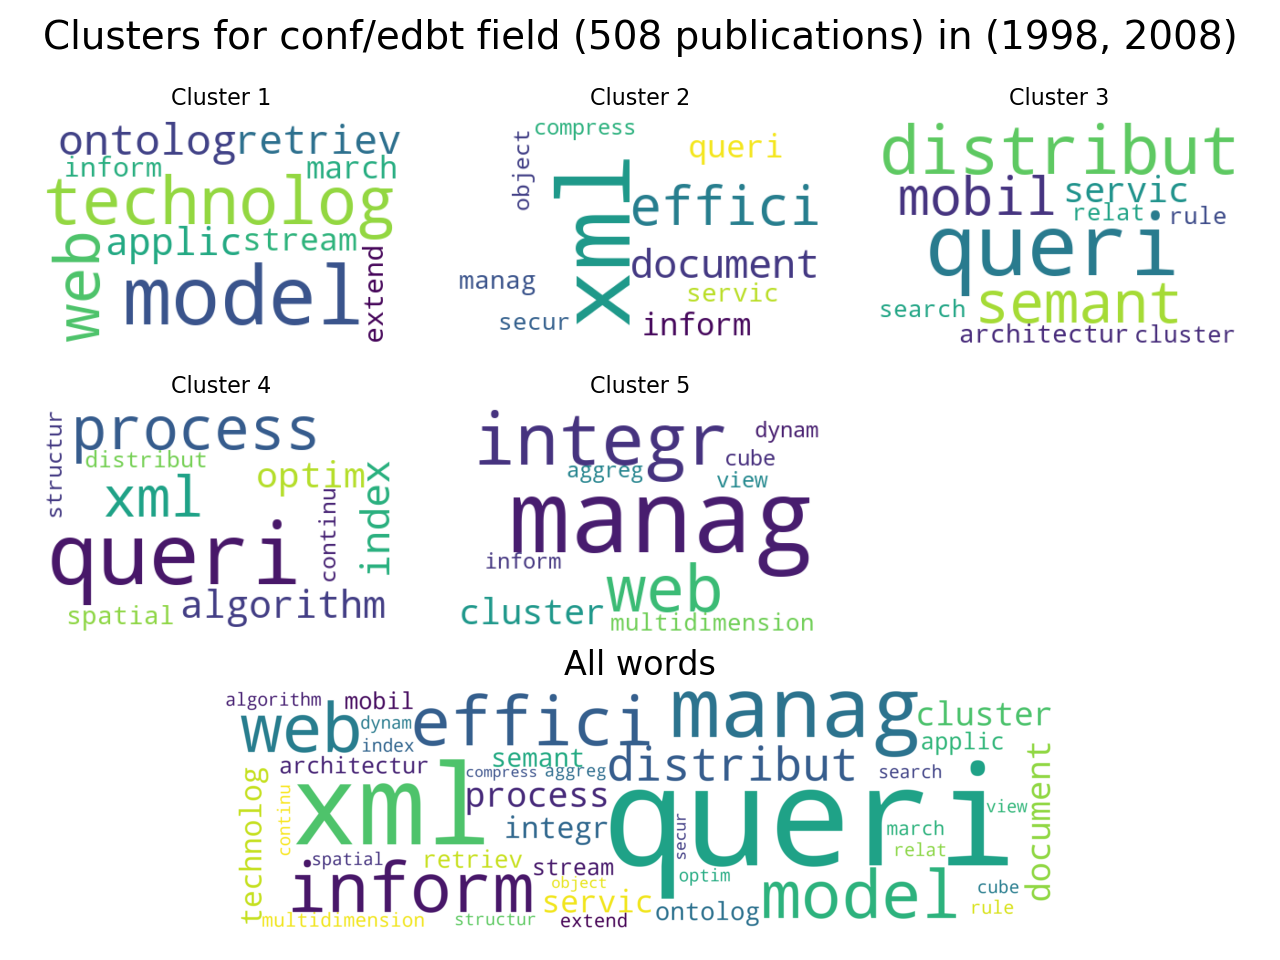 Clusters for conf/edbt field (508 publications) in (1998, 2008)
Cluster 1
ontolog retriev
inform march
technolog
web applic stream
model extend
Cluster 2
compress
object queri
xml effici
document
manag servic
secur inform
Cluster 3
distribut
mobil servic
relat rule
queri
search semant
architectur cluster
Cluster 4
structur process
distribut
xml optim index
continu
queri
spatial algorithm
Cluster 5
integr dynam
cube
aggreg view
manag
inform
web
cluster multidimension
All words
algorithm mobil effici manag cluster
web dynam
index applic
architectur semant distribut search document
compress aggreg
technolog continu xml process queri view
integr secur march
relat
spatial retriev stream optim
inform object servic model cube
rule
multidimension structur extend ontolog